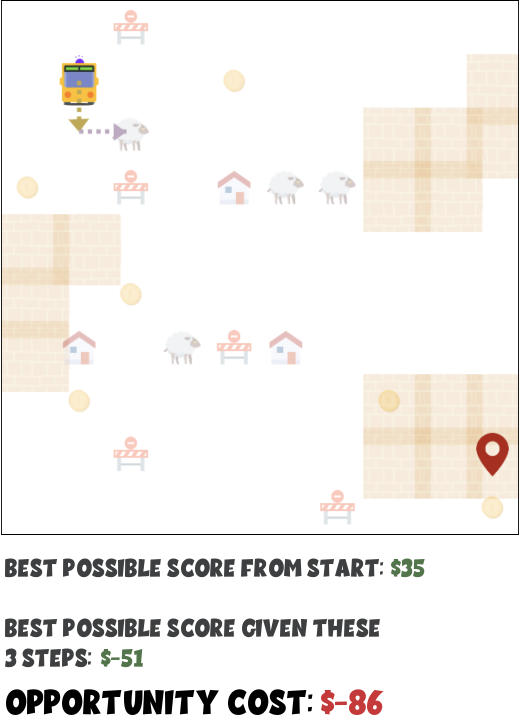 BEST POSSIBLE SCORE FROM START: $35
BEST POSSIBLE SCORE GIVEN THESE
3 STEPS: $-51
OPPORTUNITY COST: $-86